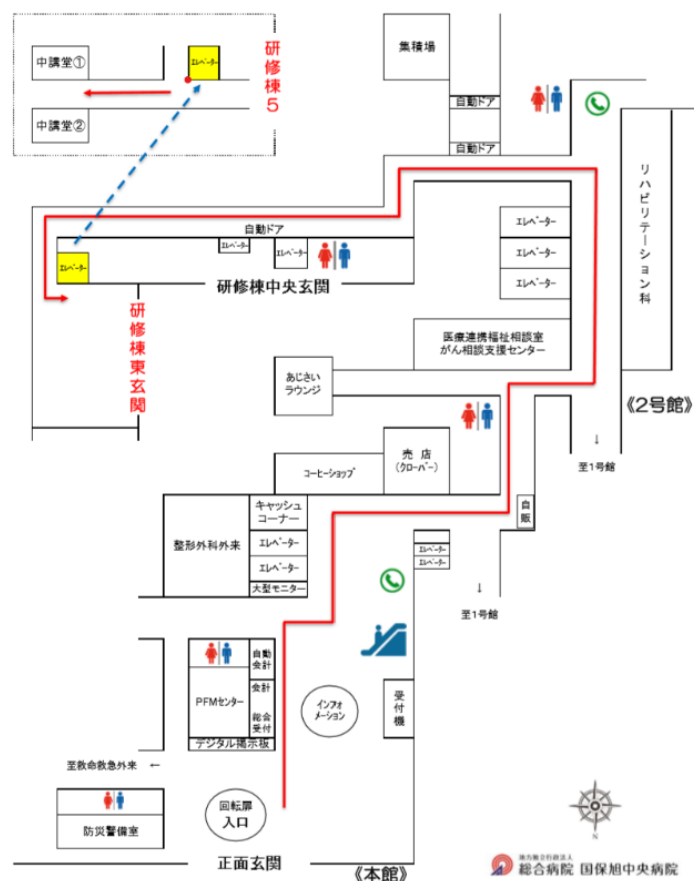 中講堂①
エレベーター
研修棟5
中講堂②
集積場
自動ドア
自動ドア
リハビリテーション科
自動ドア
エレベーター
エレベーター
エレベーター
研修棟中央玄関
エレベーター
エレベーター
エレベーター
研修棟東玄関
医療連携福祉相談室
がん相談支援センター
あじさい
ラウンジ
《2号館》
至1号館
売店
(クローバー)
コーヒーショップ
キャッシュ
コーナー
自販
整形外科外来
エレベーター
エレベーター
大型モニター
エレベーター
エレベーター
至1号館
自動
会計
PFMセンター
会計
総合
受付
インフォ
メーション
受付機
デジタル掲示板
至救命救急外来 ←
防災警備室
回転扉
入口
正面玄関
《本館》
N
地方独立行政法人
総合病院 国保旭中央病院